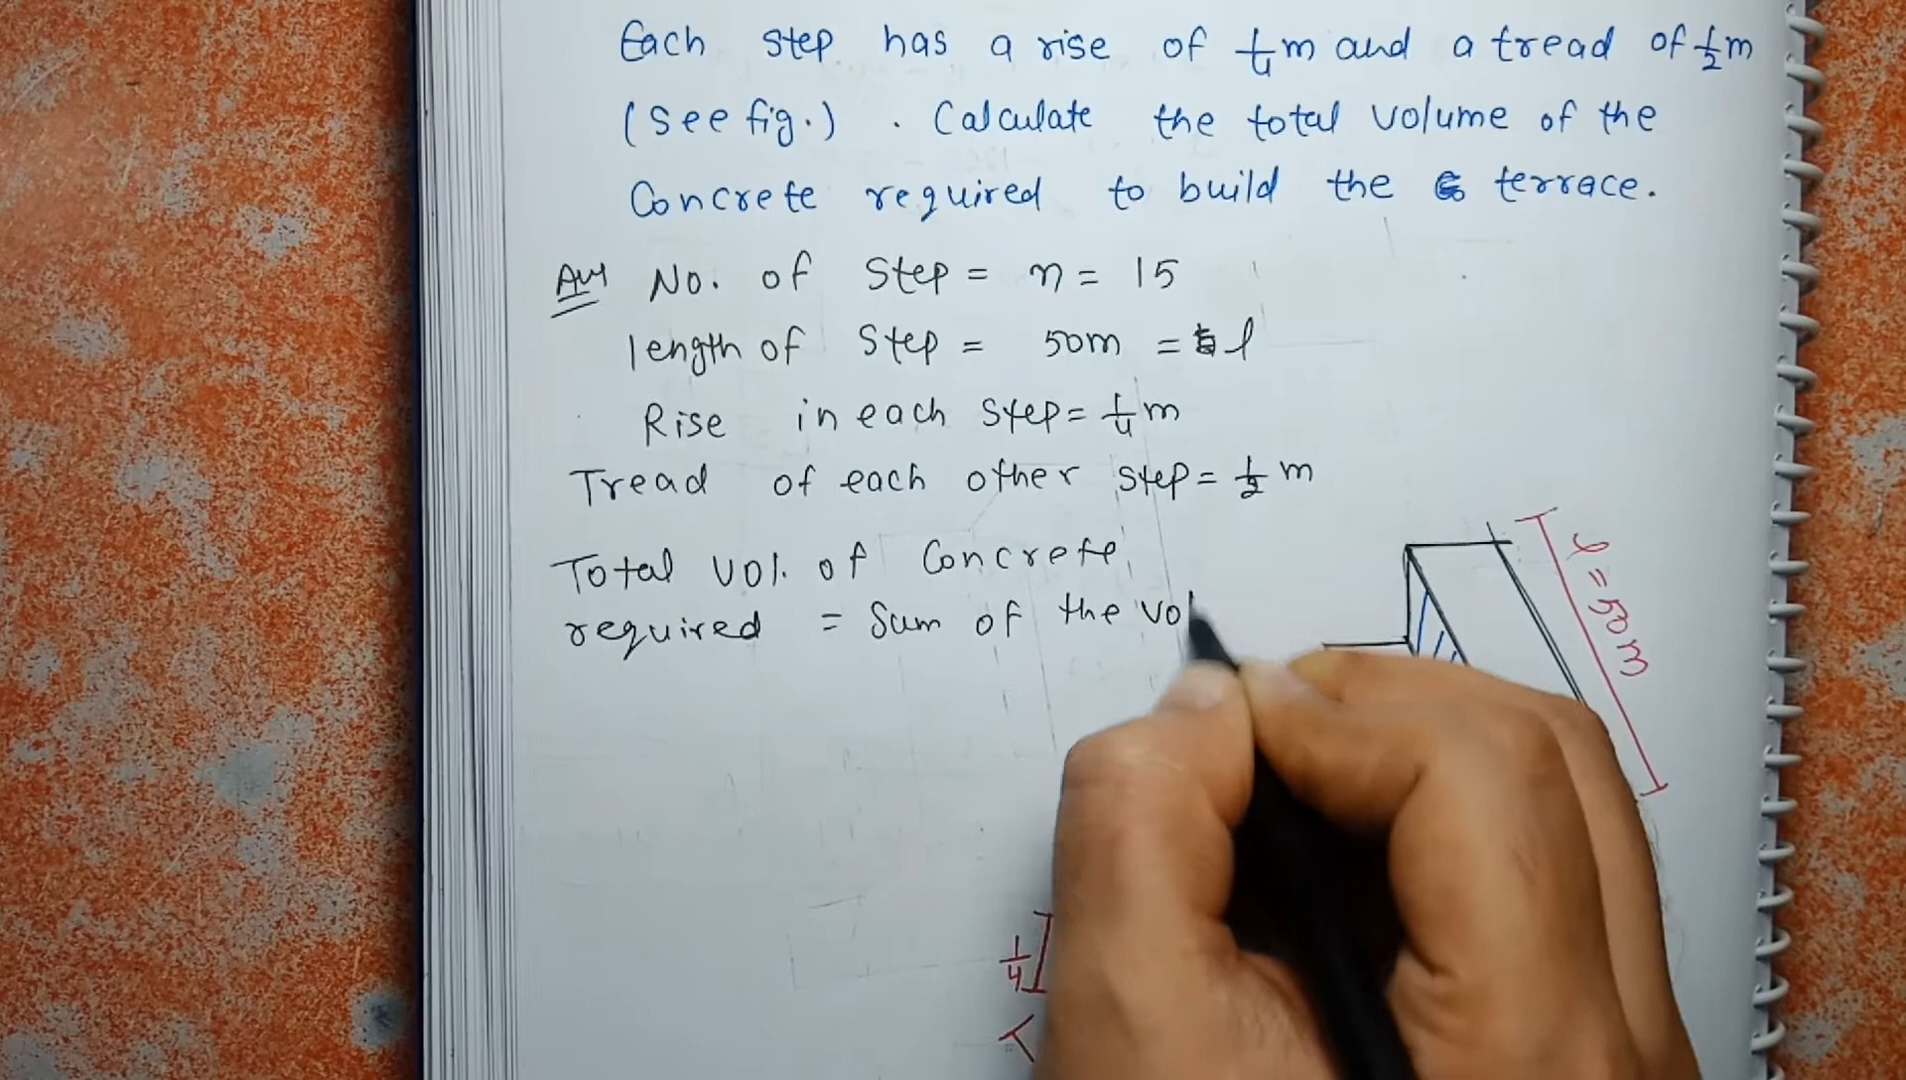 Each step has a rise of 1/4 m and a tread of 1/2 m
(see fig.) . Calculate the total volume of the
Concrete required to build the terrace.
Ans No. of step = n = 15
length of step = 50m = l
Rise in each step = 1/4 m
Tread of each other step = 1/2 m
Total vol. of Concrete
required = Sum of the vol
l = 50m
1/4